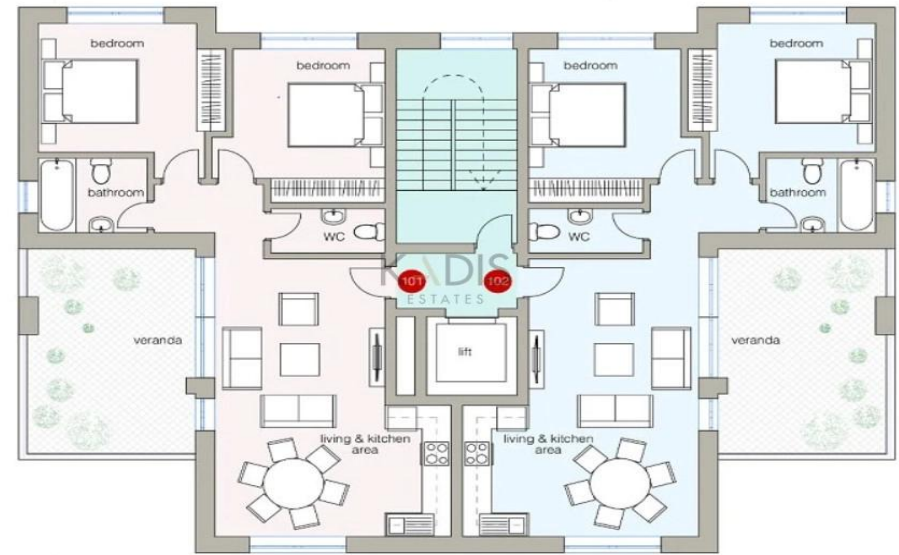 bedroom
bedroom
bedroom
bedroom
bathroom
bathroom
WC
WC
KADIS
ESTATES
101
102
veranda
veranda
lift
living & kitchen
area
living & kitchen
area